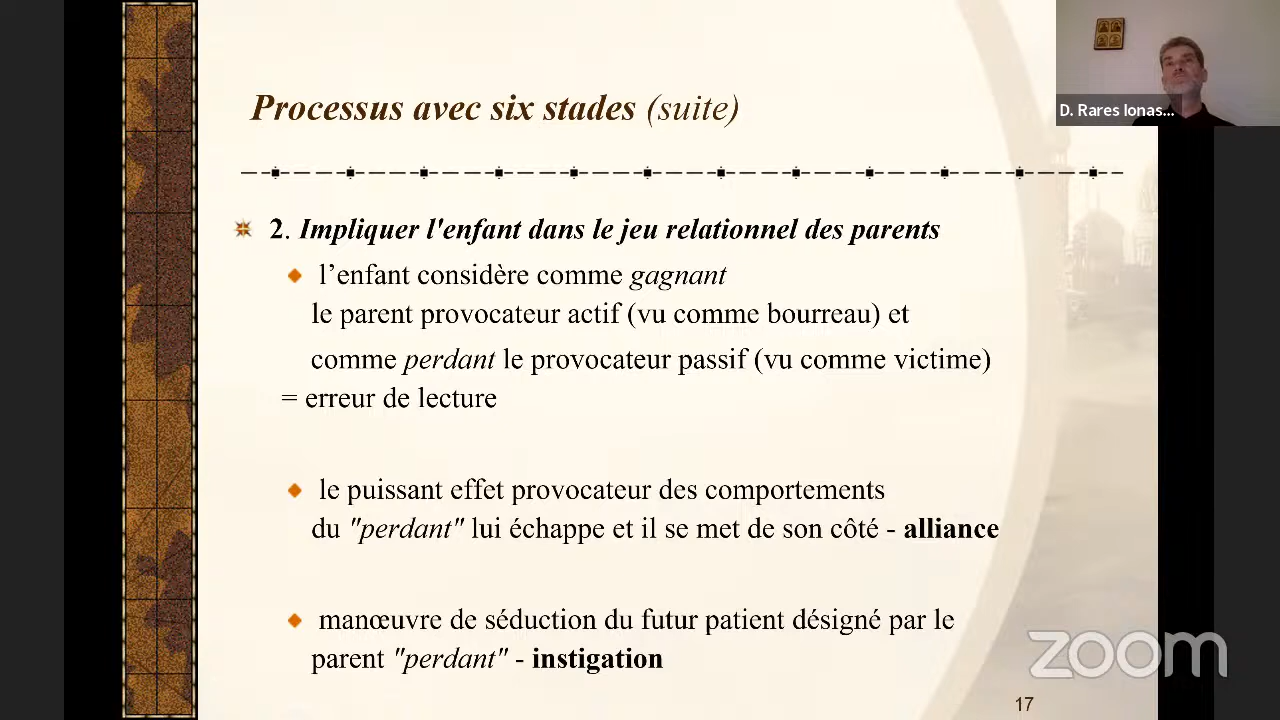 Processus avec six stades (suite)
D. Rares Ionas...
2. Impliquer l'enfant dans le jeu relationnel des parents
l’enfant considère comme gagnant
le parent provocateur actif (vu comme bourreau) et
comme perdant le provocateur passif (vu comme victime)
= erreur de lecture
le puissant effet provocateur des comportements
du "perdant" lui échappe et il se met de son côté - alliance
manœuvre de séduction du futur patient désigné par le
parent "perdant" - instigation
zoom
17